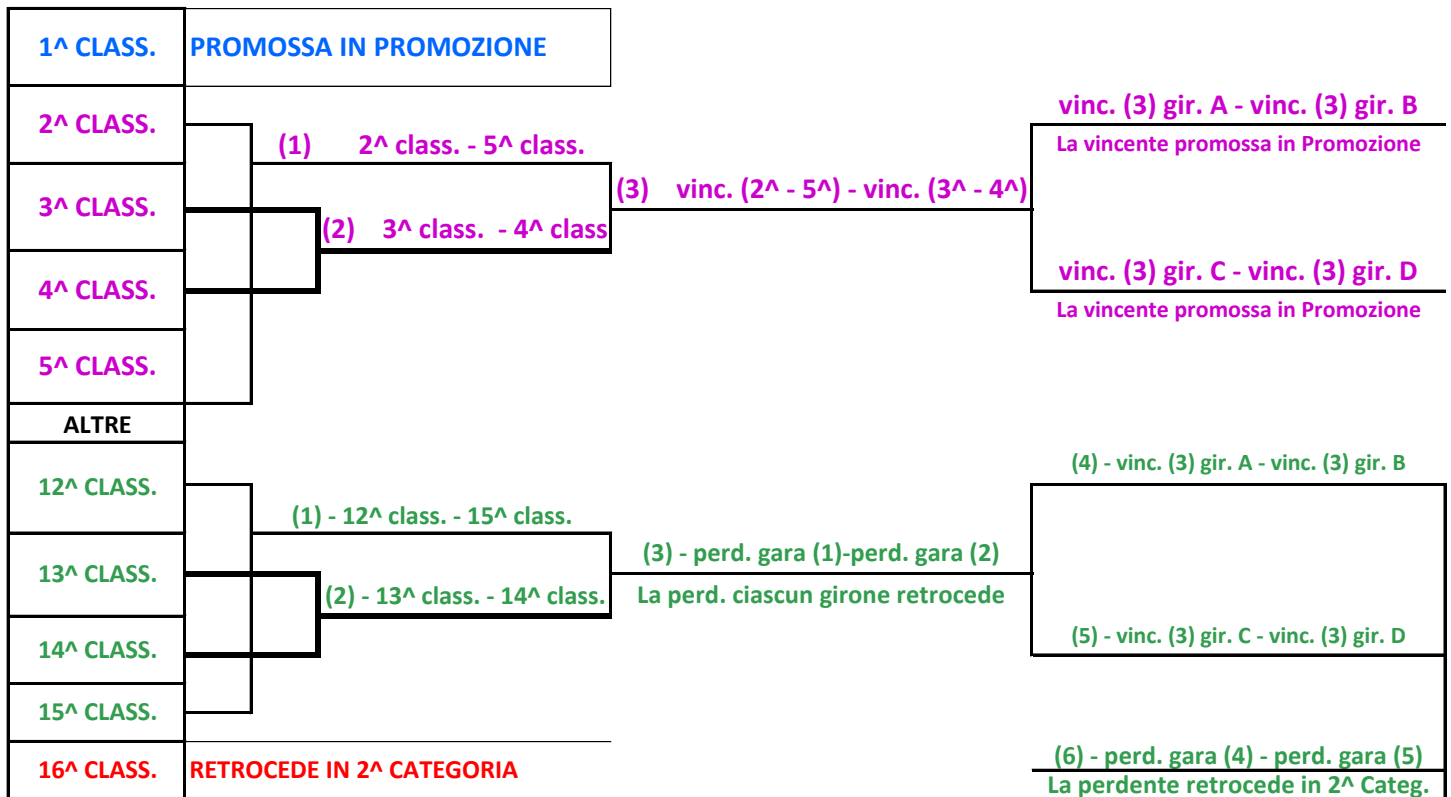 1^ CLASS. PROMOSSA IN PROMOZIONE
2^ CLASS.
3^ CLASS.
4^ CLASS.
5^ CLASS.
(1) 2^ class. - 5^ class.
(2) 3^ class. - 4^ class
(3) vinc. (2^ - 5^) - vinc. (3^ - 4^)
vinc. (3) gir. A - vinc. (3) gir. B
La vincente promossa in Promozione
vinc. (3) gir. C - vinc. (3) gir. D
La vincente promossa in Promozione
ALTRE
12^ CLASS.
13^ CLASS.
14^ CLASS.
15^ CLASS.
(1) - 12^ class. - 15^ class.
(2) - 13^ class. - 14^ class.
(3) - perd. gara (1)-perd. gara (2)
La perd. ciascun girone retrocede
(4) - vinc. (3) gir. A - vinc. (3) gir. B
(5) - vinc. (3) gir. C - vinc. (3) gir. D
16^ CLASS. RETROCEDE IN 2^ CATEGORIA
(6) - perd. gara (4) - perd. gara (5)
La perdente retrocede in 2^ Categ.